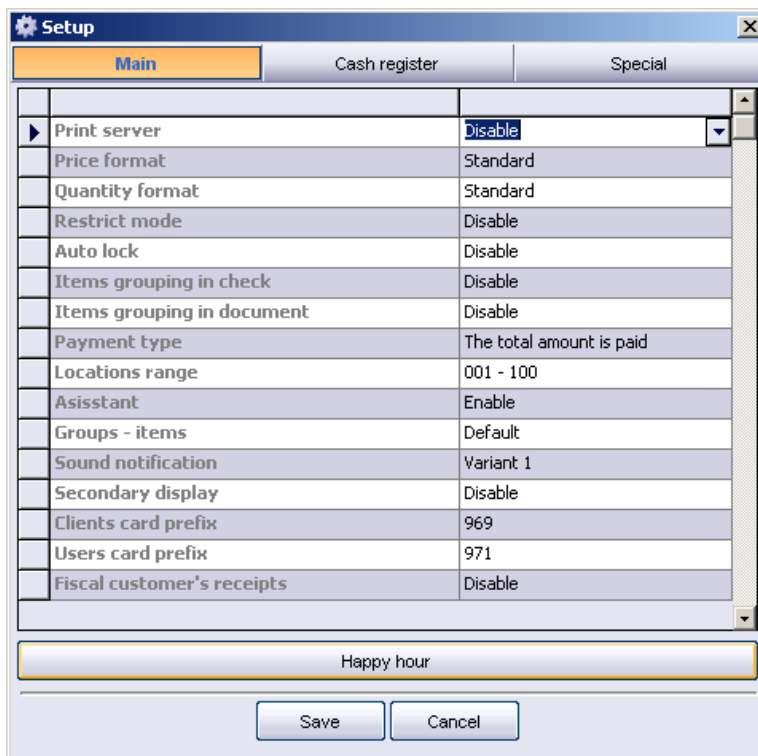 Setup
Main Cash register Special
Print server Disable
Price format Standard
Quantity format Standard
Restrict mode Disable
Auto lock Disable
Items grouping in check Disable
Items grouping in document Disable
Payment type The total amount is paid
Locations range 001 - 100
Asisstant Enable
Groups - items Default
Sound notification Variant 1
Secondary display Disable
Clients card prefix 969
Users card prefix 971
Fiscal customer's receipts Disable
Happy hour
Save Cancel